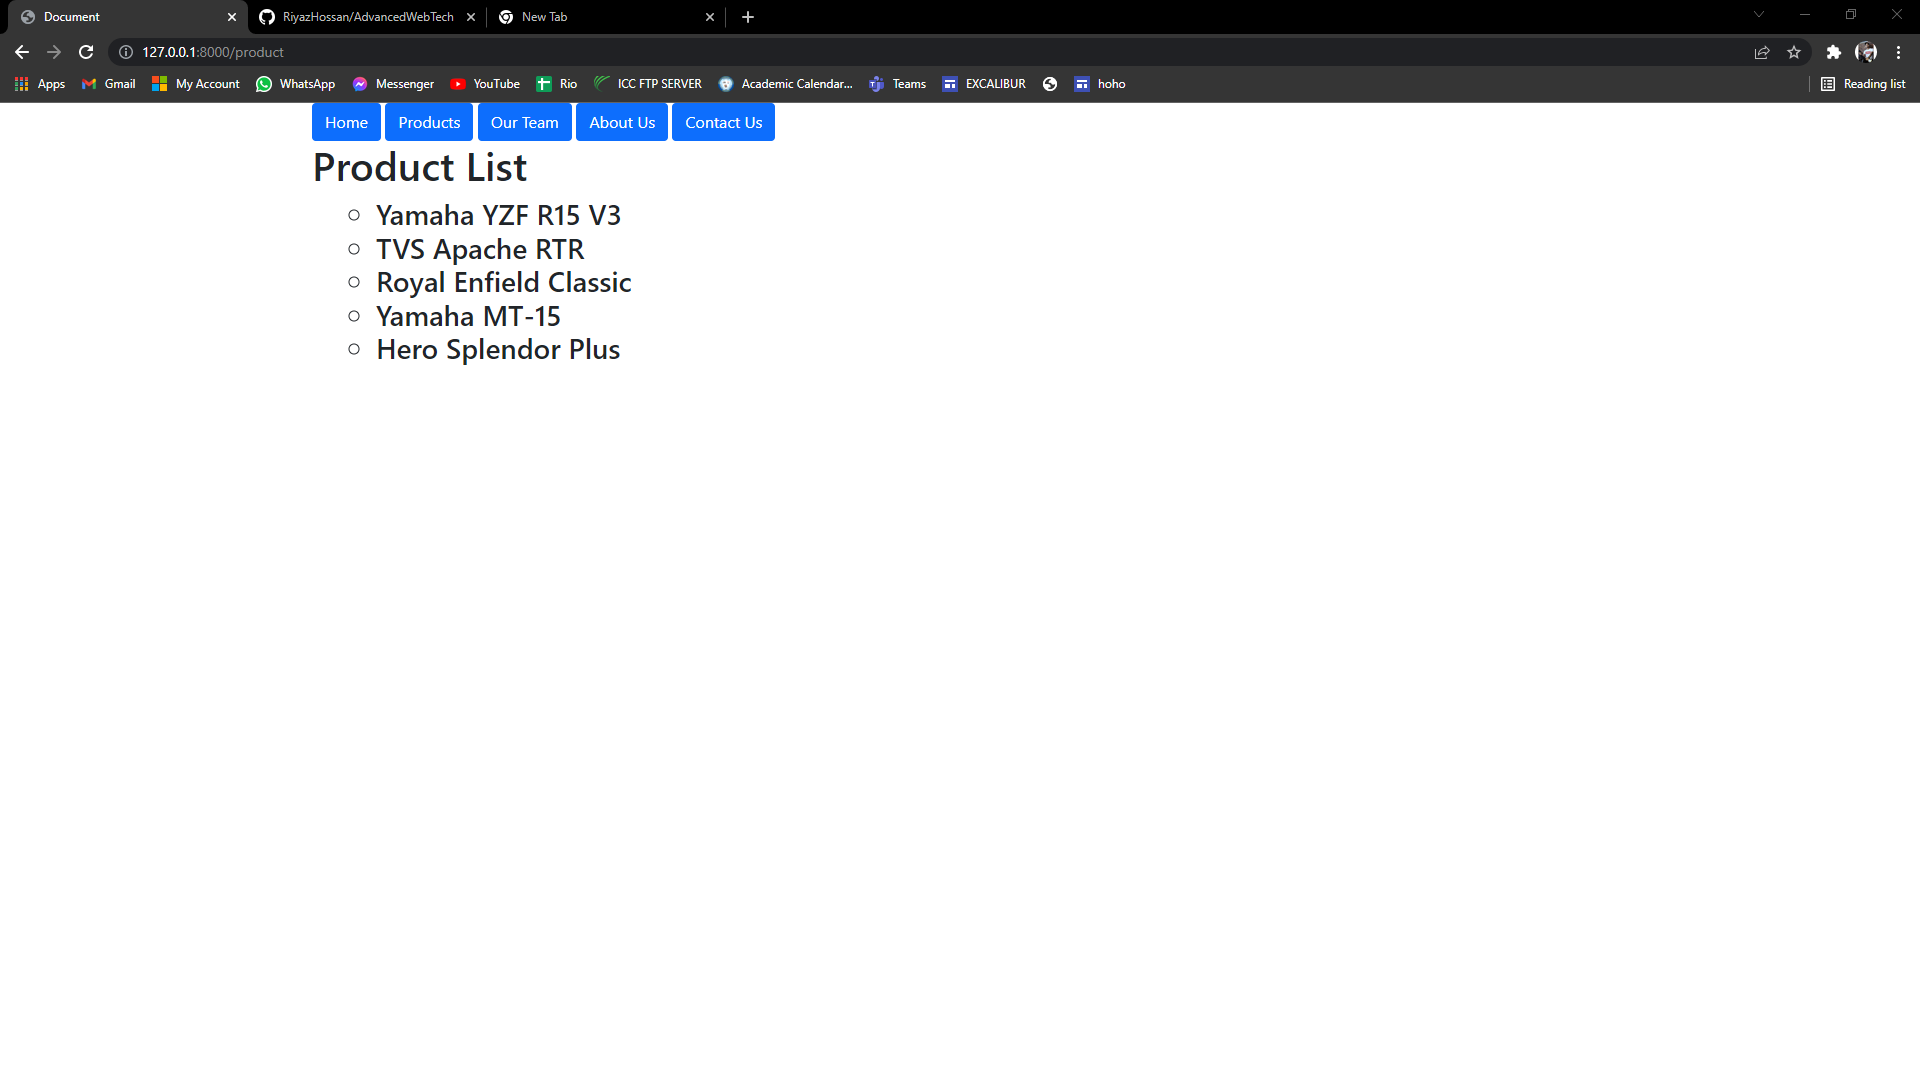 Document RiyazHossan/AdvancedWebTech New Tab
127.0.0.1:8000/product
Apps Gmail My Account WhatsApp Messenger YouTube Rio ICC FTP SERVER Academic Calendar... Teams EXCALIBUR hoho Reading list
Home Products Our Team About Us Contact Us
Product List
Yamaha YZF R15 V3
TVS Apache RTR
Royal Enfield Classic
Yamaha MT-15
Hero Splendor Plus